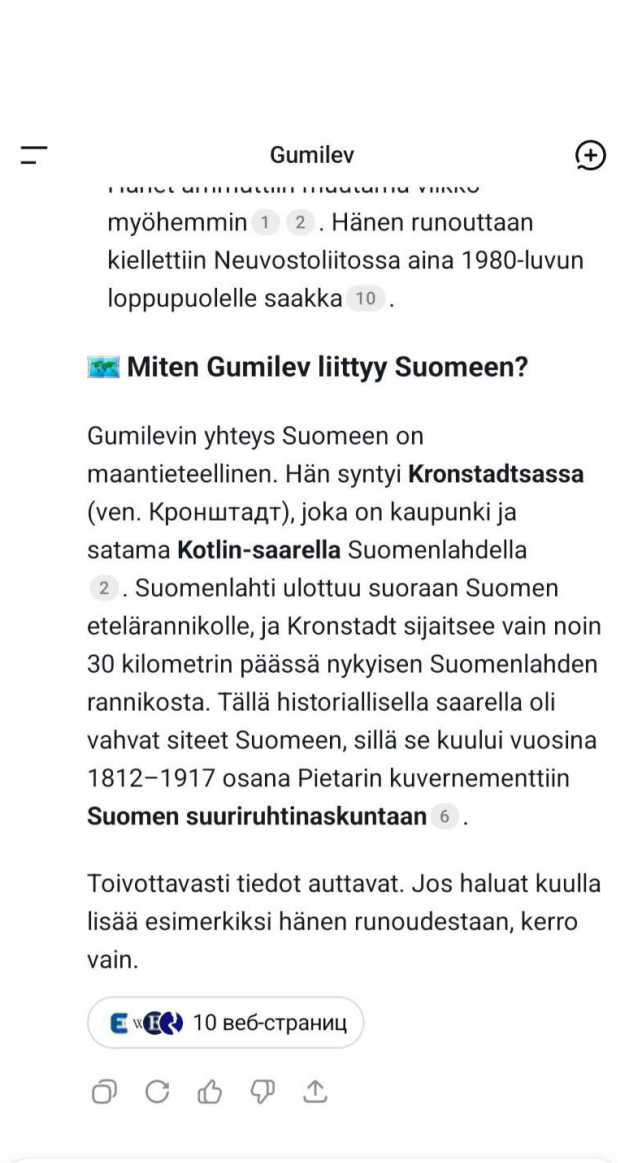 Gumilev
myöhemmin 1 2 . Hänen runouttaan
kiellettiin Neuvostoliitossa aina 1980-luvun
loppupuolelle saakka 10 .
Miten Gumilev liittyy Suomeen?
Gumilevin yhteys Suomeen on
maantieteellinen. Hän syntyi Kronstadtsassa
(ven. Кронштадт), joka on kaupunki ja
satama Kotlin-saarella Suomenlahdella
2 . Suomenlahti ulottuu suoraan Suomen
etelärannikolle, ja Kronstadt sijaitsee vain noin
30 kilometrin päässä nykyisen Suomenlahden
rannikosta. Tällä historiallisella saarella oli
vahvat siteet Suomeen, sillä se kuului vuosina
1812–1917 osana Pietarin kuvernementtiin
Suomen suuriruhtinaskuntaan 6 .
Toivottavasti tiedot auttavat. Jos haluat kuulla
lisää esimerkiksi hänen runoudestaan, kerro
vain.
10 веб-страниц